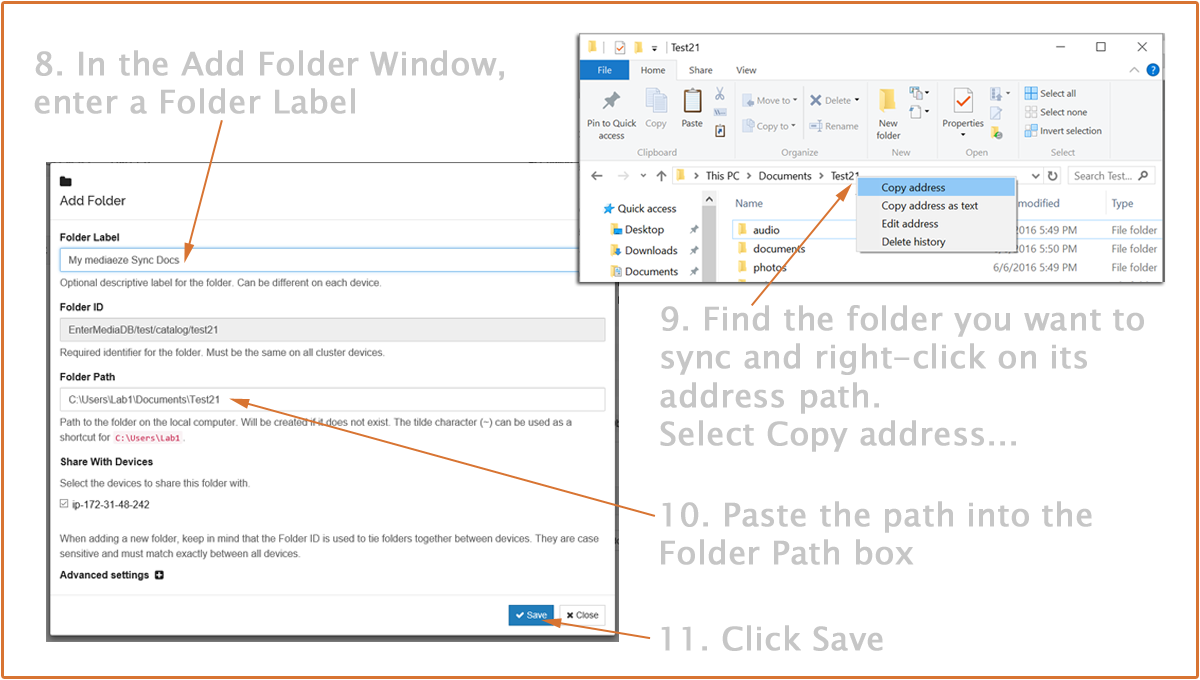 8. In the Add Folder Window,
enter a Folder Label
Add Folder
Folder Label
My mediaeze Sync Docs
Optional descriptive label for the folder. Can be different on each device.
Folder ID
EnterMediaDB/test/catalog/test21
Required identifier for the folder. Must be the same on all cluster devices.
Folder Path
C:\Users\Lab1\Documents\Test21
Path to the folder on the local computer. Will be created if it does not exist. The tilde character (~) can be used as a
shortcut for C:\Users\Lab1 .
Share With Devices
Select the devices to share this folder with.
ip-172-31-48-242
When adding a new folder, keep in mind that the Folder ID is used to tie folders together between devices. They are case
sensitive and must match exactly between all devices.
Advanced settings
Save Close
Test21
File Home Share View
Pin to Quick
access
Copy
Paste
Move to
Copy to
Delete
Rename
New
folder
Properties
Select all
Select none
Invert selection
Clipboard Organize New Open Select
This PC > Documents > Test21
Search Test...
Copy address
Copy address as text
Edit address
Delete history
Quick access
Desktop
Downloads
Documents
Name modified Type
audio 2016 5:49 PM File folder
documents /2016 5:50 PM File folder
photos 6/6/2016 5:49 PM File folder
9. Find the folder you want to
sync and right-click on its
address path.
Select Copy address...
10. Paste the path into the
Folder Path box
11. Click Save